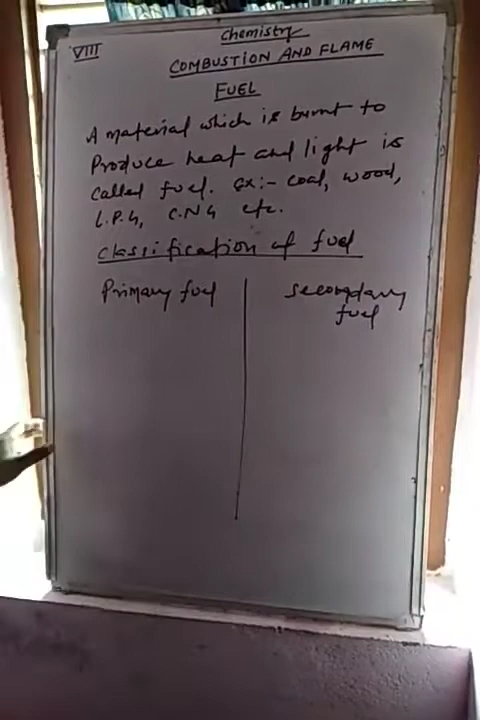 Chemistry
VIII
COMBUSTION AND FLAME
FUEL
A material which is burnt to
Produce heat and light is
called fuel. ex:- coal, wood,
L.P.G, C.N.G etc.
classification of fuel
Primary fuel
secondary
fuel